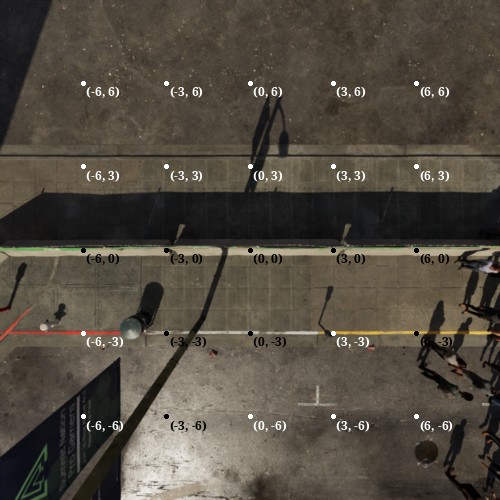 (-6, 6) (-3, 6) (0, 6) (3, 6) (6, 6)
(-6, 3) (-3, 3) (0, 3) (3, 3) (6, 3)
(-6, 0) (-3, 0) (0, 0) (3, 0) (6, 0)
(-6, -3) (-3, -3) (0, -3) (3, -3) (6, -3)
(-6, -6) (-3, -6) (0, -6) (3, -6) (6, -6)